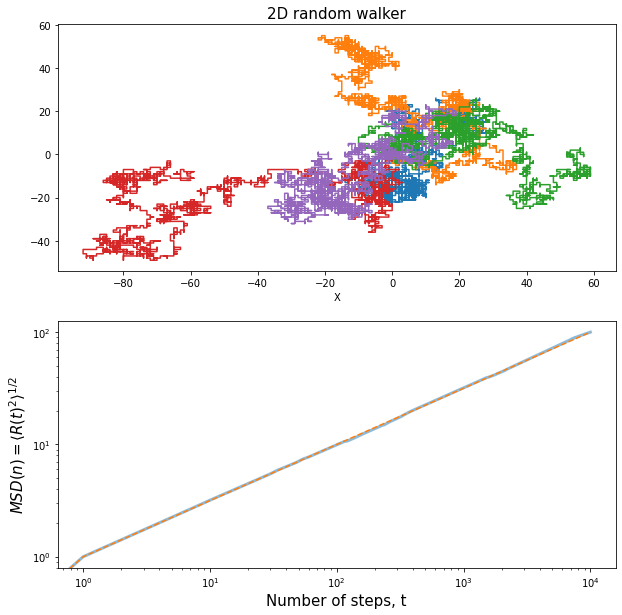 2D random walker
60
40
20
0
−20
−40
−80 −60 −40 −20 0 20 40 60
X
10²
10¹
10⁰
MSD(n) = ⟨R(t)²⟩^{1/2}
10⁰ 10¹ 10² 10³ 10⁴
Number of steps, t